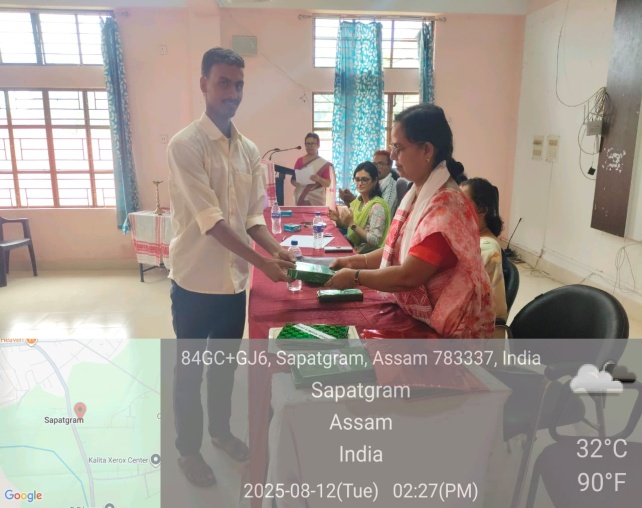 84GC+GJ6, Sapatgram, Assam 783337, India
Sapatgram
Assam
India
2025-08-12(Tue) 02:27(PM)
32°C
90°F
Heaven
Sapatgram
Kalita Xerox Center
Google